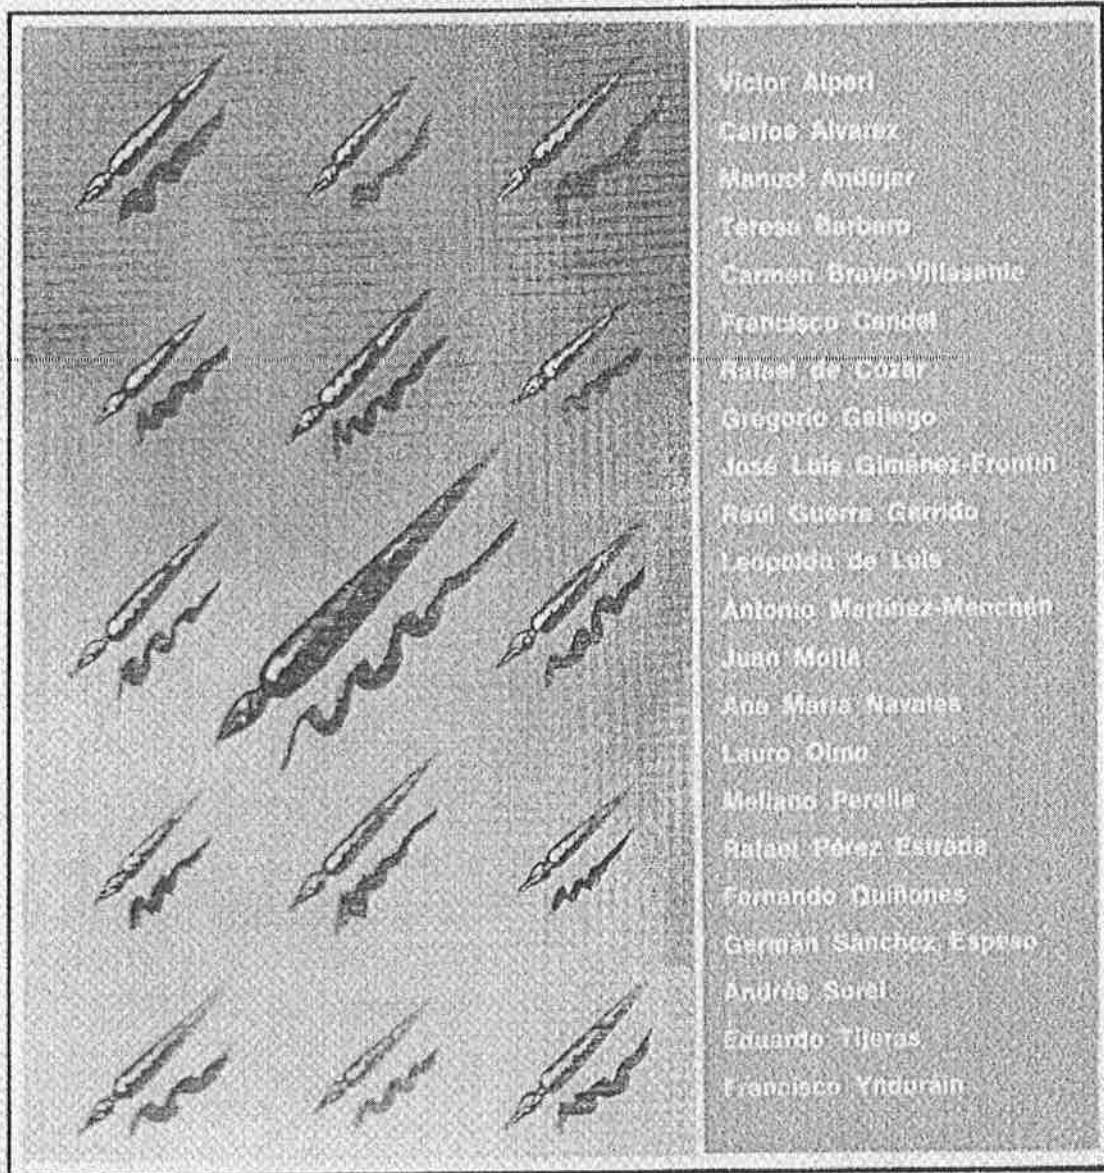 Víctor Alperi
Carlos Alvarez
Manuel Andújar
Teresa Barbero
Carmen Bravo-Villasante
Francisco Candel
Rafael de Cózar
Gregorio Gallego
José Luis Giménez-Frontín
Raúl Guerra Garrido
Leopoldo de Luis
Antonio Martínez-Menchén
Juan Mollá
Ana María Navales
Lauro Olmo
Meliano Peraile
Rafael Pérez Estrada
Fernando Quiñones
Germán Sánchez Espeso
Andrés Sorel
Eduardo Tijeras
Francisco Ynduráin